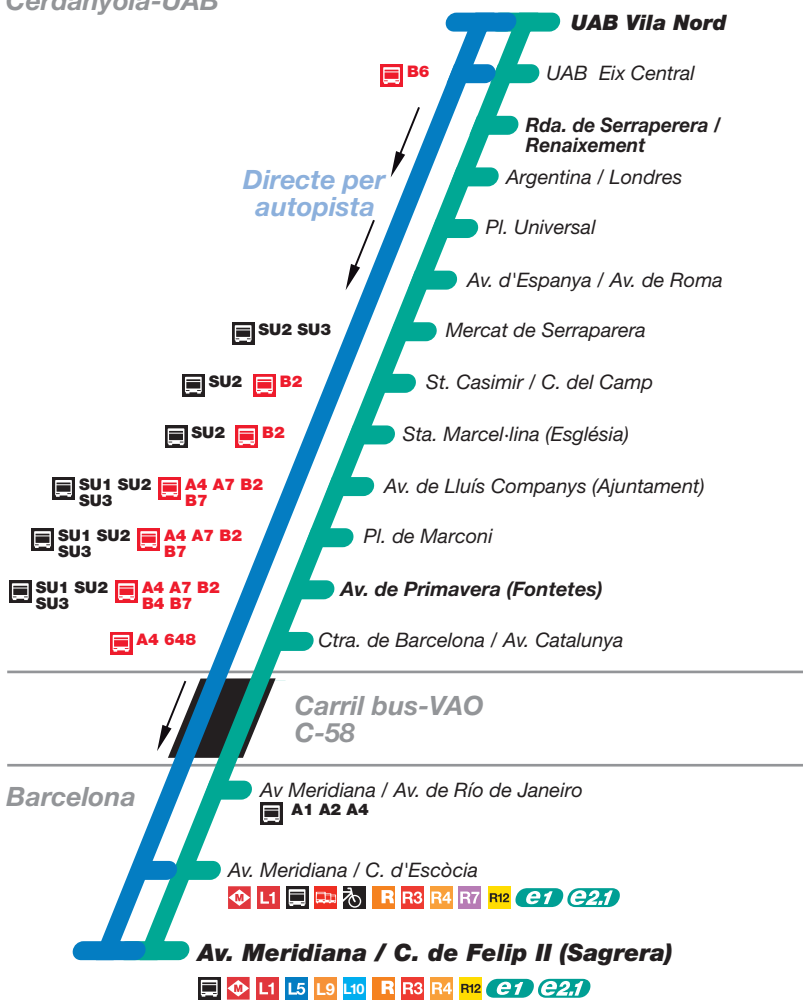 Cerdanyola-UAB
UAB Vila Nord
B6
UAB Eix Central
Rda. de Serraperera /
Renaixement
Directe per
autopista
Argentina / Londres
Pl. Universal
Av. d'Espanya / Av. de Roma
SU2 SU3
Mercat de Serraparera
SU2 B2
St. Casimir / C. del Camp
SU2 B2
Sta. Marcel·lina (Església)
SU1 SU2 A4 A7 B2
SU3 B7
Av. de Lluís Companys (Ajuntament)
SU1 SU2 A4 A7 B2
SU3 B7
Pl. de Marconi
SU1 SU2 A4 A7 B2
SU3 B4 B7
Av. de Primavera (Fontetes)
A4 648
Ctra. de Barcelona / Av. Catalunya
Carril bus-VAO
C-58
Barcelona
Av Meridiana / Av. de Río de Janeiro
A1 A2 A4
Av. Meridiana / C. d'Escòcia
M L1 R R3 R4 R7 R12 e1 e2.1
Av. Meridiana / C. de Felip II (Sagrera)
M L1 L5 L9 L10 R R3 R4 R12 e1 e2.1